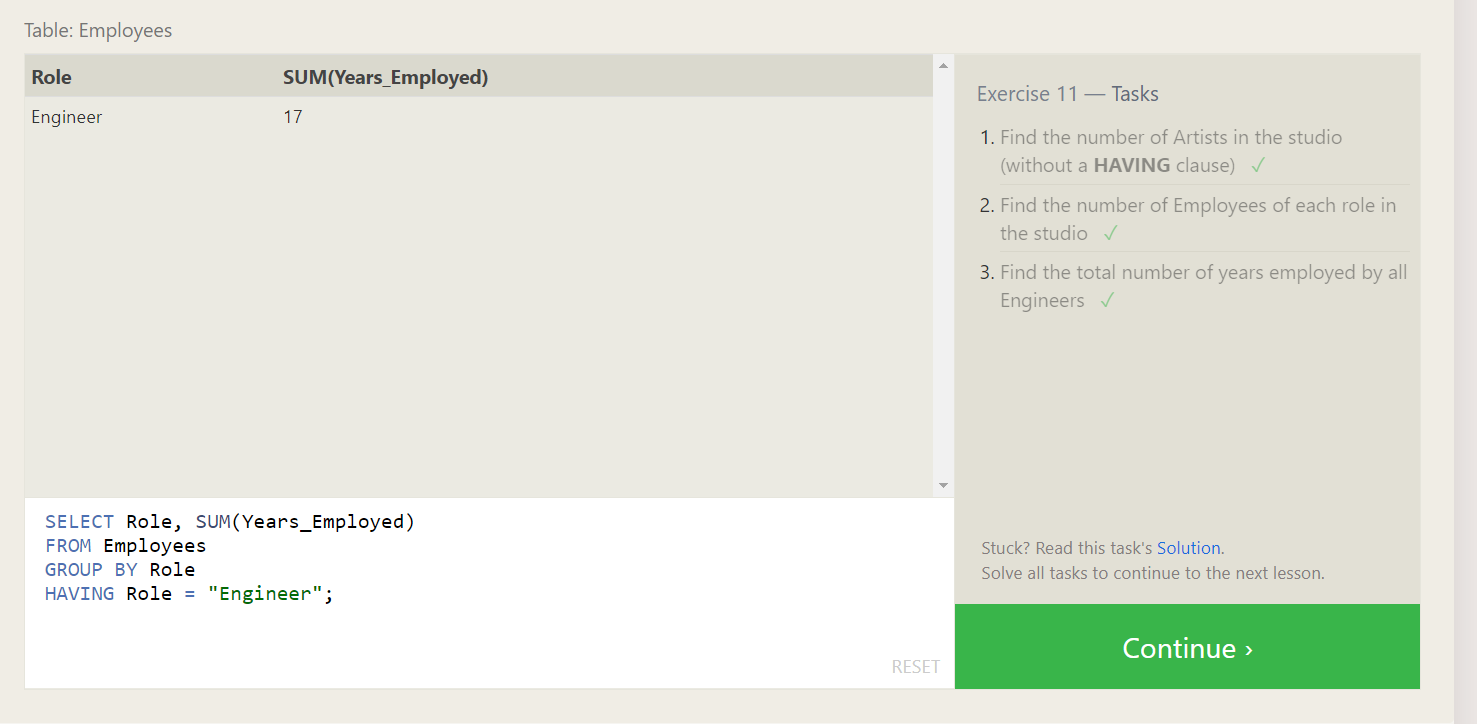 Table: Employees
Role SUM(Years_Employed)
Engineer 17
SELECT Role, SUM(Years_Employed)
FROM Employees
GROUP BY Role
HAVING Role = "Engineer";
RESET
Exercise 11 — Tasks
1. Find the number of Artists in the studio
(without a HAVING clause) ✓
2. Find the number of Employees of each role in
the studio ✓
3. Find the total number of years employed by all
Engineers ✓
Stuck? Read this task's Solution.
Solve all tasks to continue to the next lesson.
Continue ›